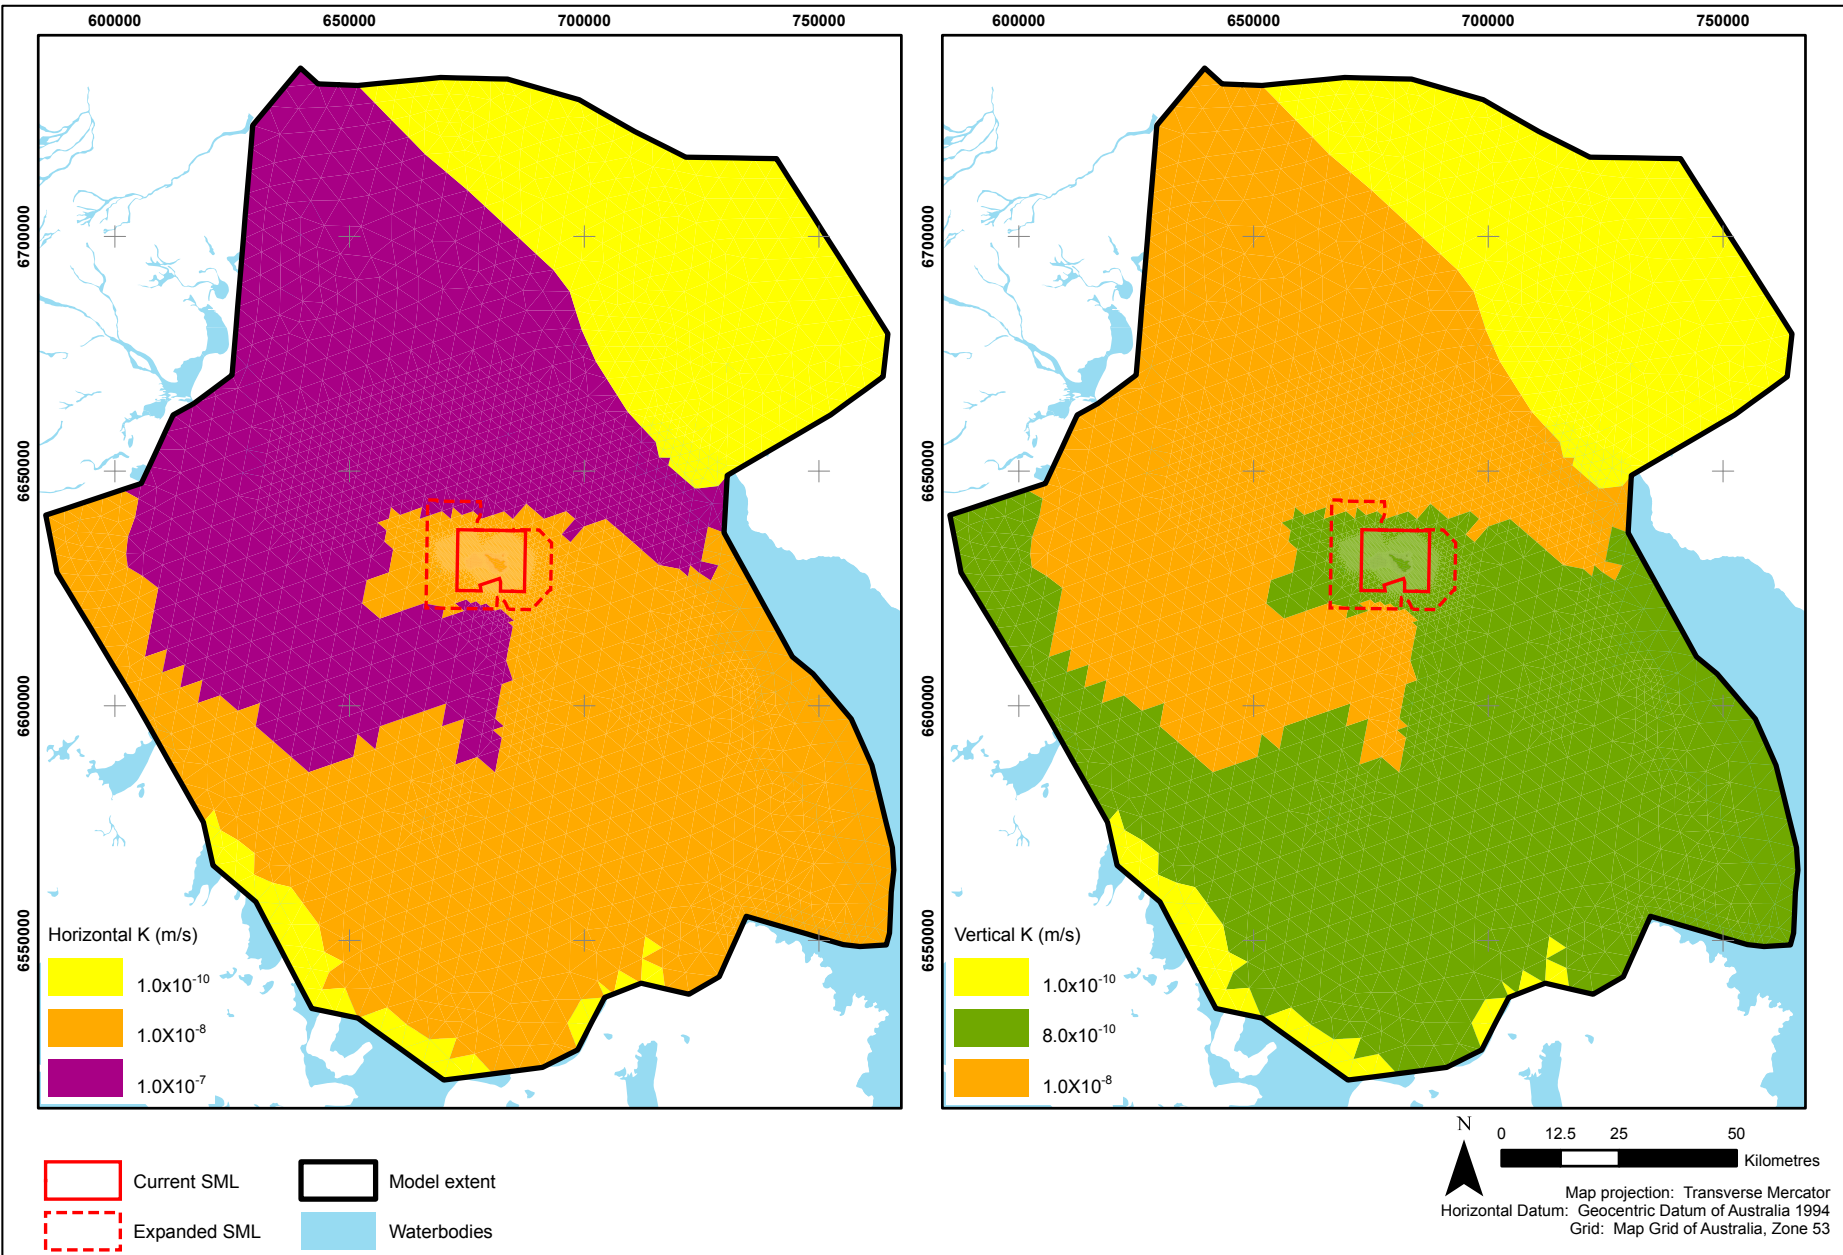 600000 650000 700000 750000
600000 650000 700000 750000
6700000
6650000
6600000
6550000
6700000
6650000
6600000
6550000
Horizontal K (m/s)
1.0x10⁻¹⁰
1.0X10⁻⁸
1.0X10⁻⁷
Vertical K (m/s)
1.0x10⁻¹⁰
8.0x10⁻¹⁰
1.0X10⁻⁸
Current SML
Expanded SML
Model extent
Waterbodies
N
0 12.5 25 50
Kilometres
Map projection: Transverse Mercator
Horizontal Datum: Geocentric Datum of Australia 1994
Grid: Map Grid of Australia, Zone 53